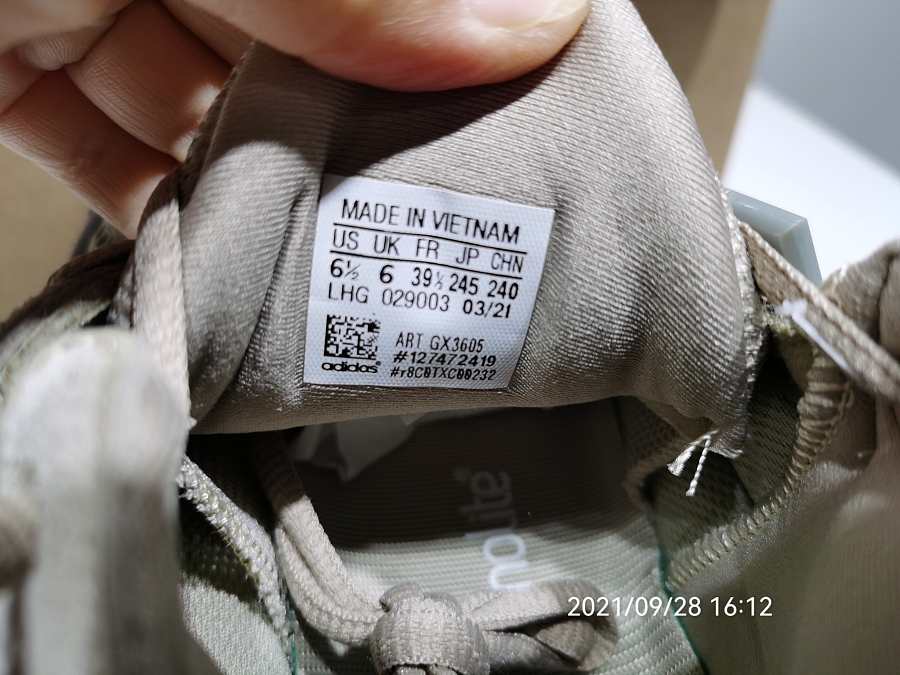 MADE IN VIETNAM
US UK FR JP CHN
6½ 6 39⅓ 245 240
LHG 029003 03/21
ART GX3605
#127472419
adidas® #r8C0TXC00232
2021/09/28 16:12